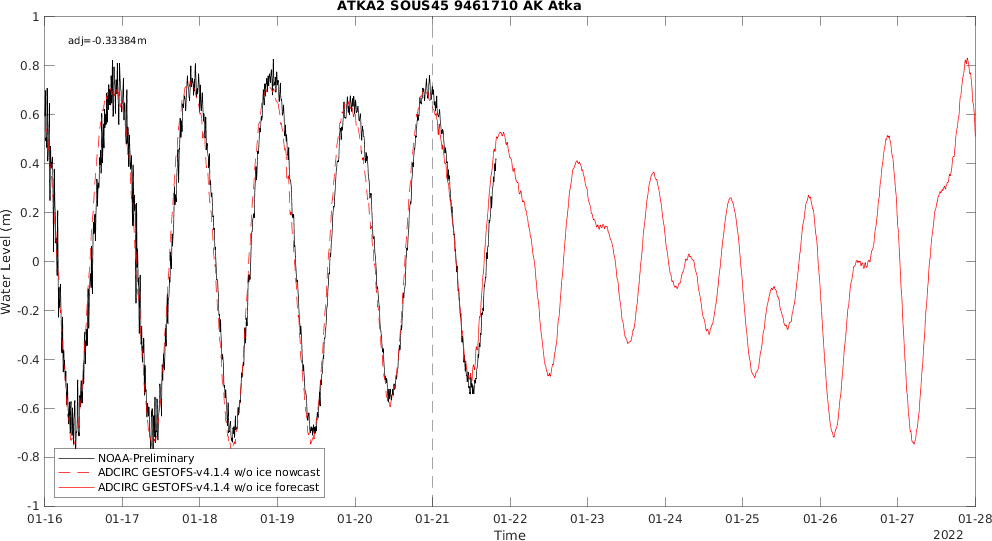 ATKA2 SOUS45 9461710 AK Atka
adj=-0.33384m
1
0.8
0.6
0.4
0.2
0
-0.2
-0.4
-0.6
-0.8
-1
Water Level (m)
NOAA-Preliminary
ADCIRC GESTOFS-v4.1.4 w/o ice nowcast
ADCIRC GESTOFS-v4.1.4 w/o ice forecast
01-16 01-17 01-18 01-19 01-20 01-21 01-22 01-23 01-24 01-25 01-26 01-27 01-28
Time
2022